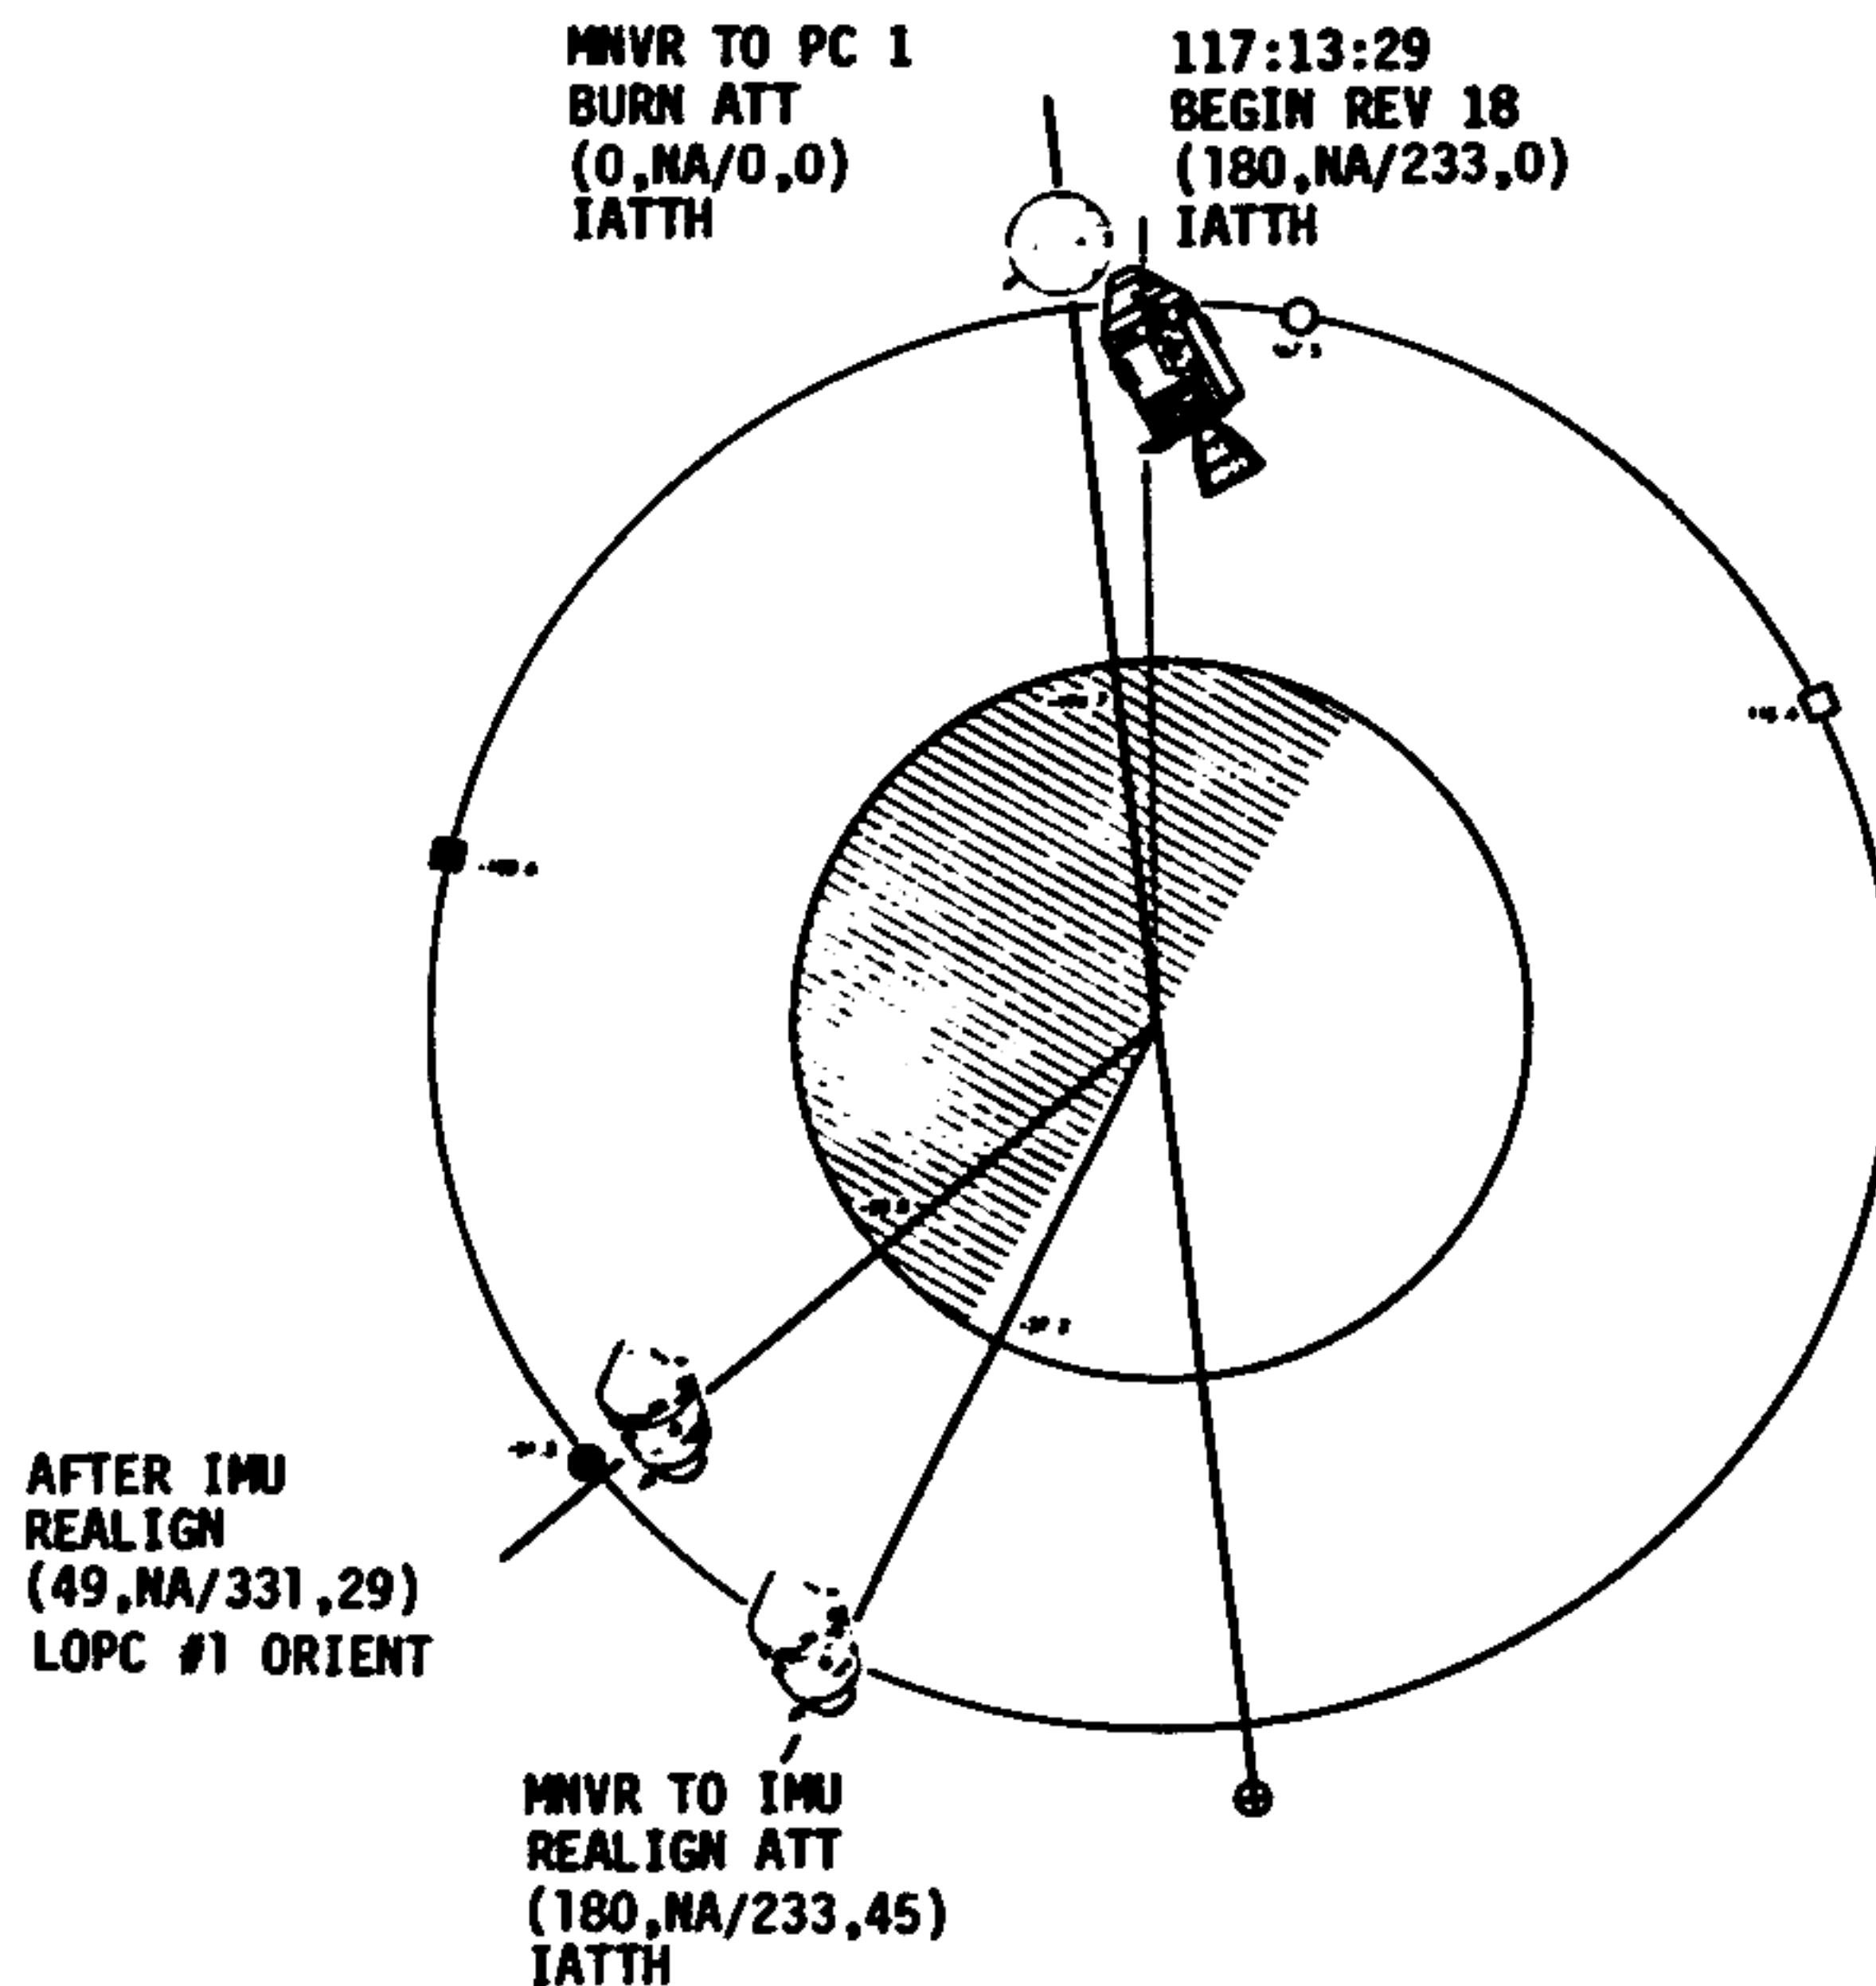 MNVR TO PC 1
BURN ATT
(0,NA/0,0)
IATTH
117:13:29
BEGIN REV 18
(180,NA/233,0)
IATTH
AFTER IMU
REALIGN
(49,NA/331,29)
LOPC #1 ORIENT
MNVR TO IMU
REALIGN ATT
(180,NA/233,45)
IATTH